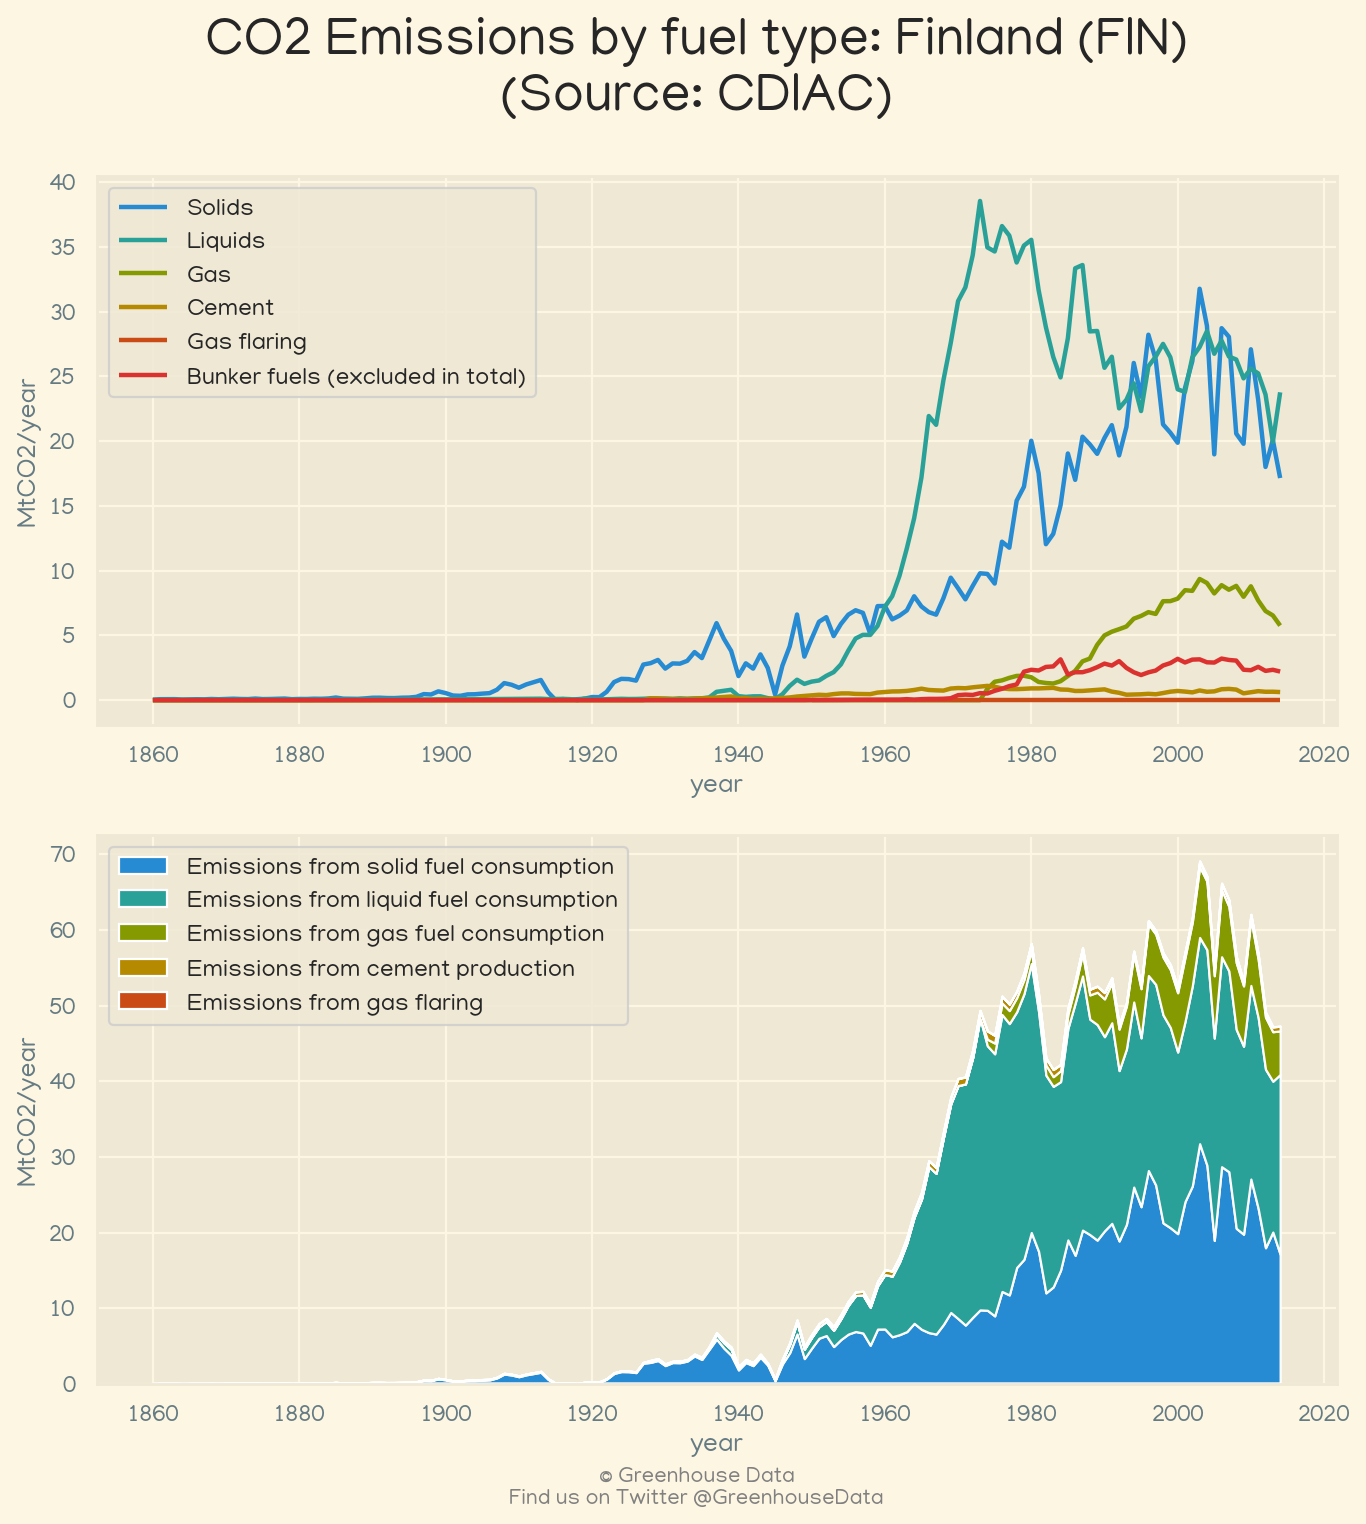 CO2 Emissions by fuel type: Finland (FIN)
(Source: CDIAC)
40
35
30
25
20
15
10
5
0
MtCO2/year
Solids
Liquids
Gas
Cement
Gas flaring
Bunker fuels (excluded in total)
1860 1880 1900 1920 1940 1960 1980 2000 2020
year
70
60
50
40
30
20
10
0
MtCO2/year
Emissions from solid fuel consumption
Emissions from liquid fuel consumption
Emissions from gas fuel consumption
Emissions from cement production
Emissions from gas flaring
1860 1880 1900 1920 1940 1960 1980 2000 2020
year
© Greenhouse Data
Find us on Twitter @GreenhouseData